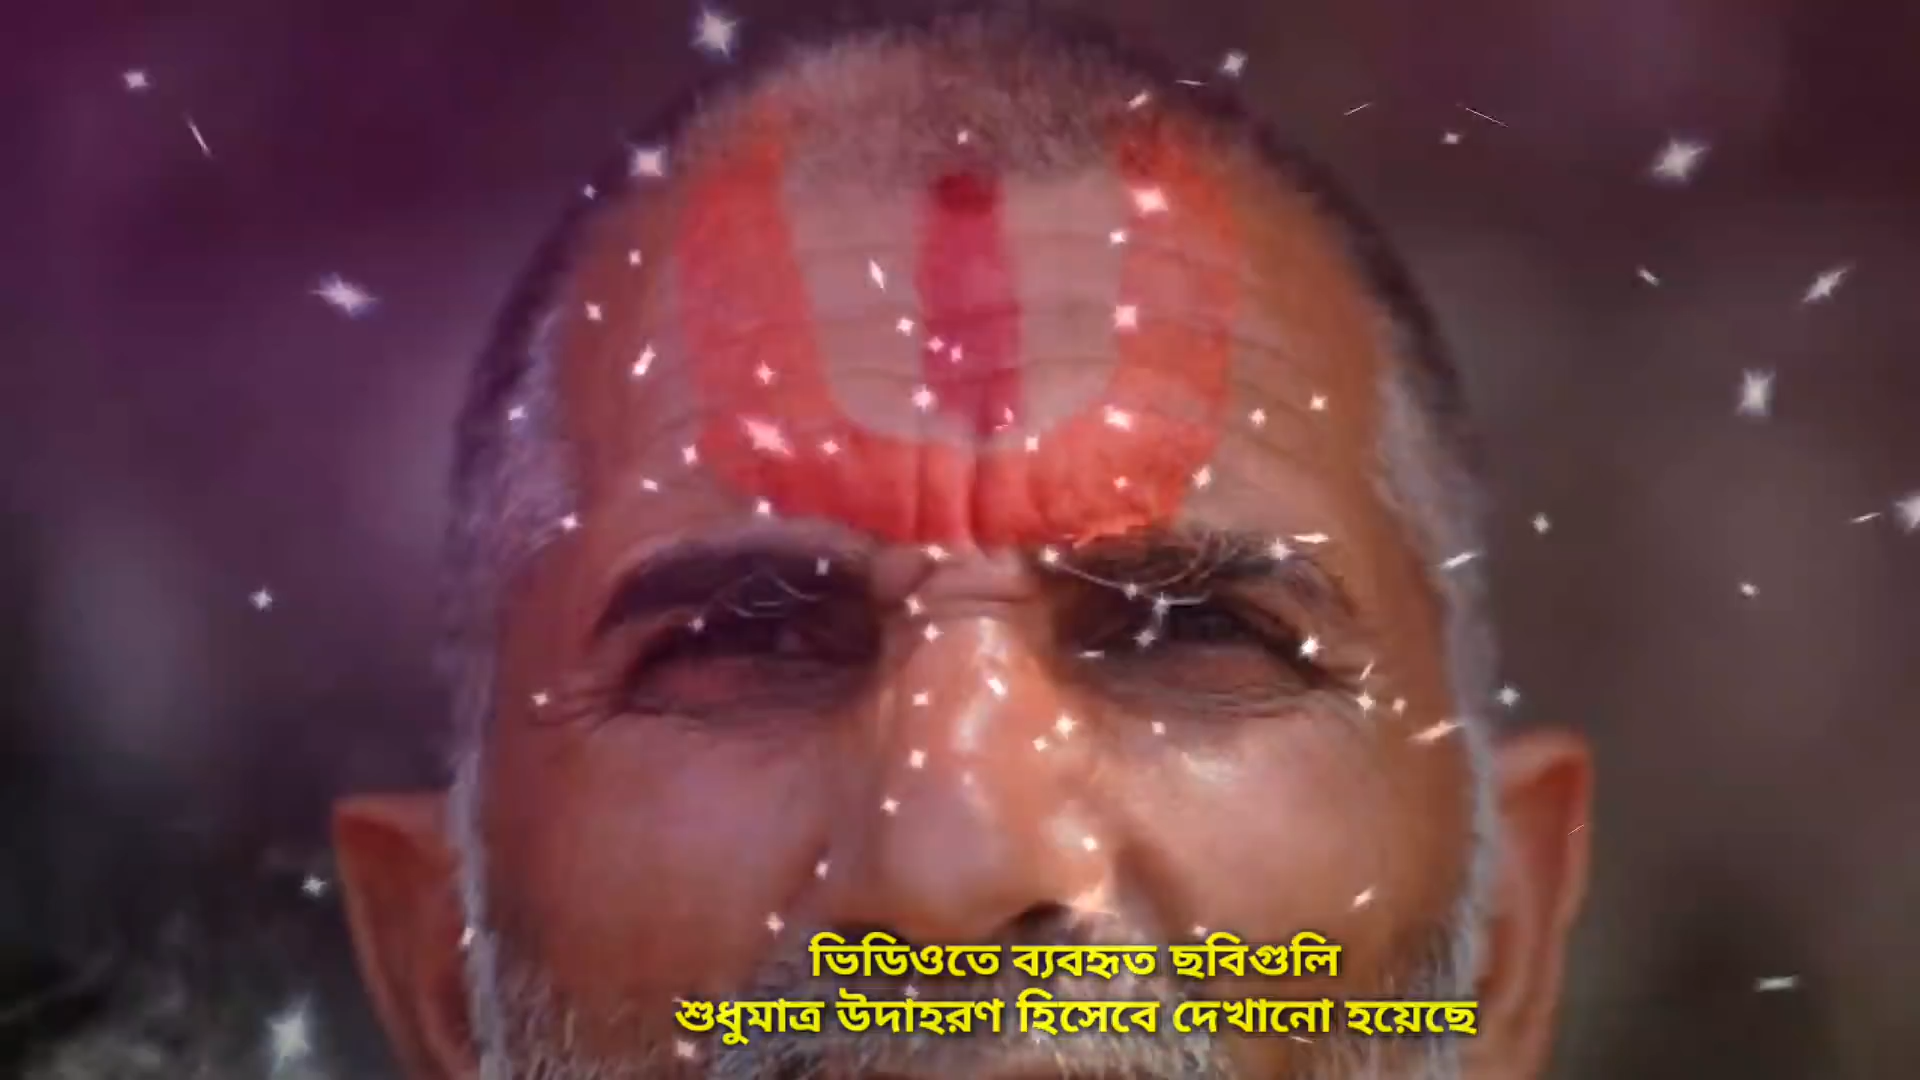 ভিডিওতে ব্যবহৃত ছবিগুলি
শুধুমাত্র উদাহরণ হিসেবে দেখানো হয়েছে